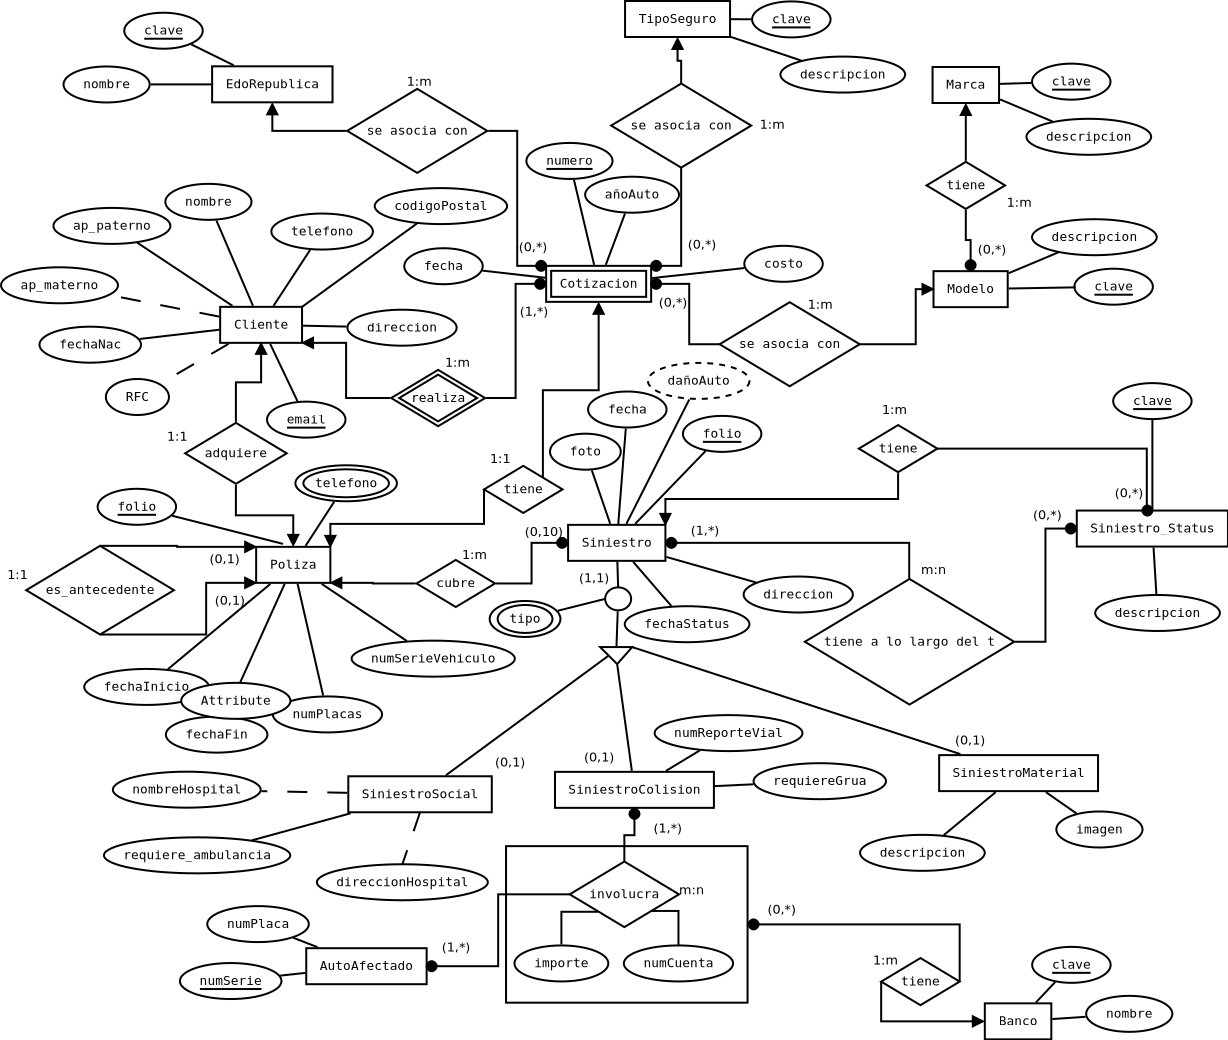 TipoSeguro
clave
clave
descripcion
EdoRepublica
nombre
1:m
se asocia con
se asocia con
1:m
Marca
clave
descripcion
numero
añoAuto
nombre
codigoPostal
ap_paterno
telefono
tiene
1:m
descripcion
(0,*)
(0,*)
(0,*)
fecha
costo
ap_materno
Cotizacion
Modelo
clave
(1,*)
(0,*)
1:m
Cliente
direccion
fechaNac
se asocia con
1:m
dañoAuto
RFC
realiza
email
fecha
clave
1:m
1:1
folio
adquiere
foto
tiene
1:1
telefono
tiene
(0,*)
folio
(0,*)
(0,10)
(1,*)
Siniestro_Status
Siniestro
(0,1)
1:m
Poliza
m:n
1:1
(1,1)
cubre
es_antecedente
direccion
(0,1)
tipo
fechaStatus
descripcion
tiene a lo largo del t
numSerieVehiculo
fechaInicio
Attribute
numPlacas
fechaFin
numReporteVial
(0,1)
(0,1)
(0,1)
SiniestroMaterial
requiereGrua
nombreHospital
SiniestroSocial
SiniestroColision
(1,*)
imagen
requiere_ambulancia
descripcion
direccionHospital
involucra
m:n
(0,*)
numPlaca
(1,*)
AutoAfectado
importe
numCuenta
1:m
clave
numSerie
tiene
Banco
nombre